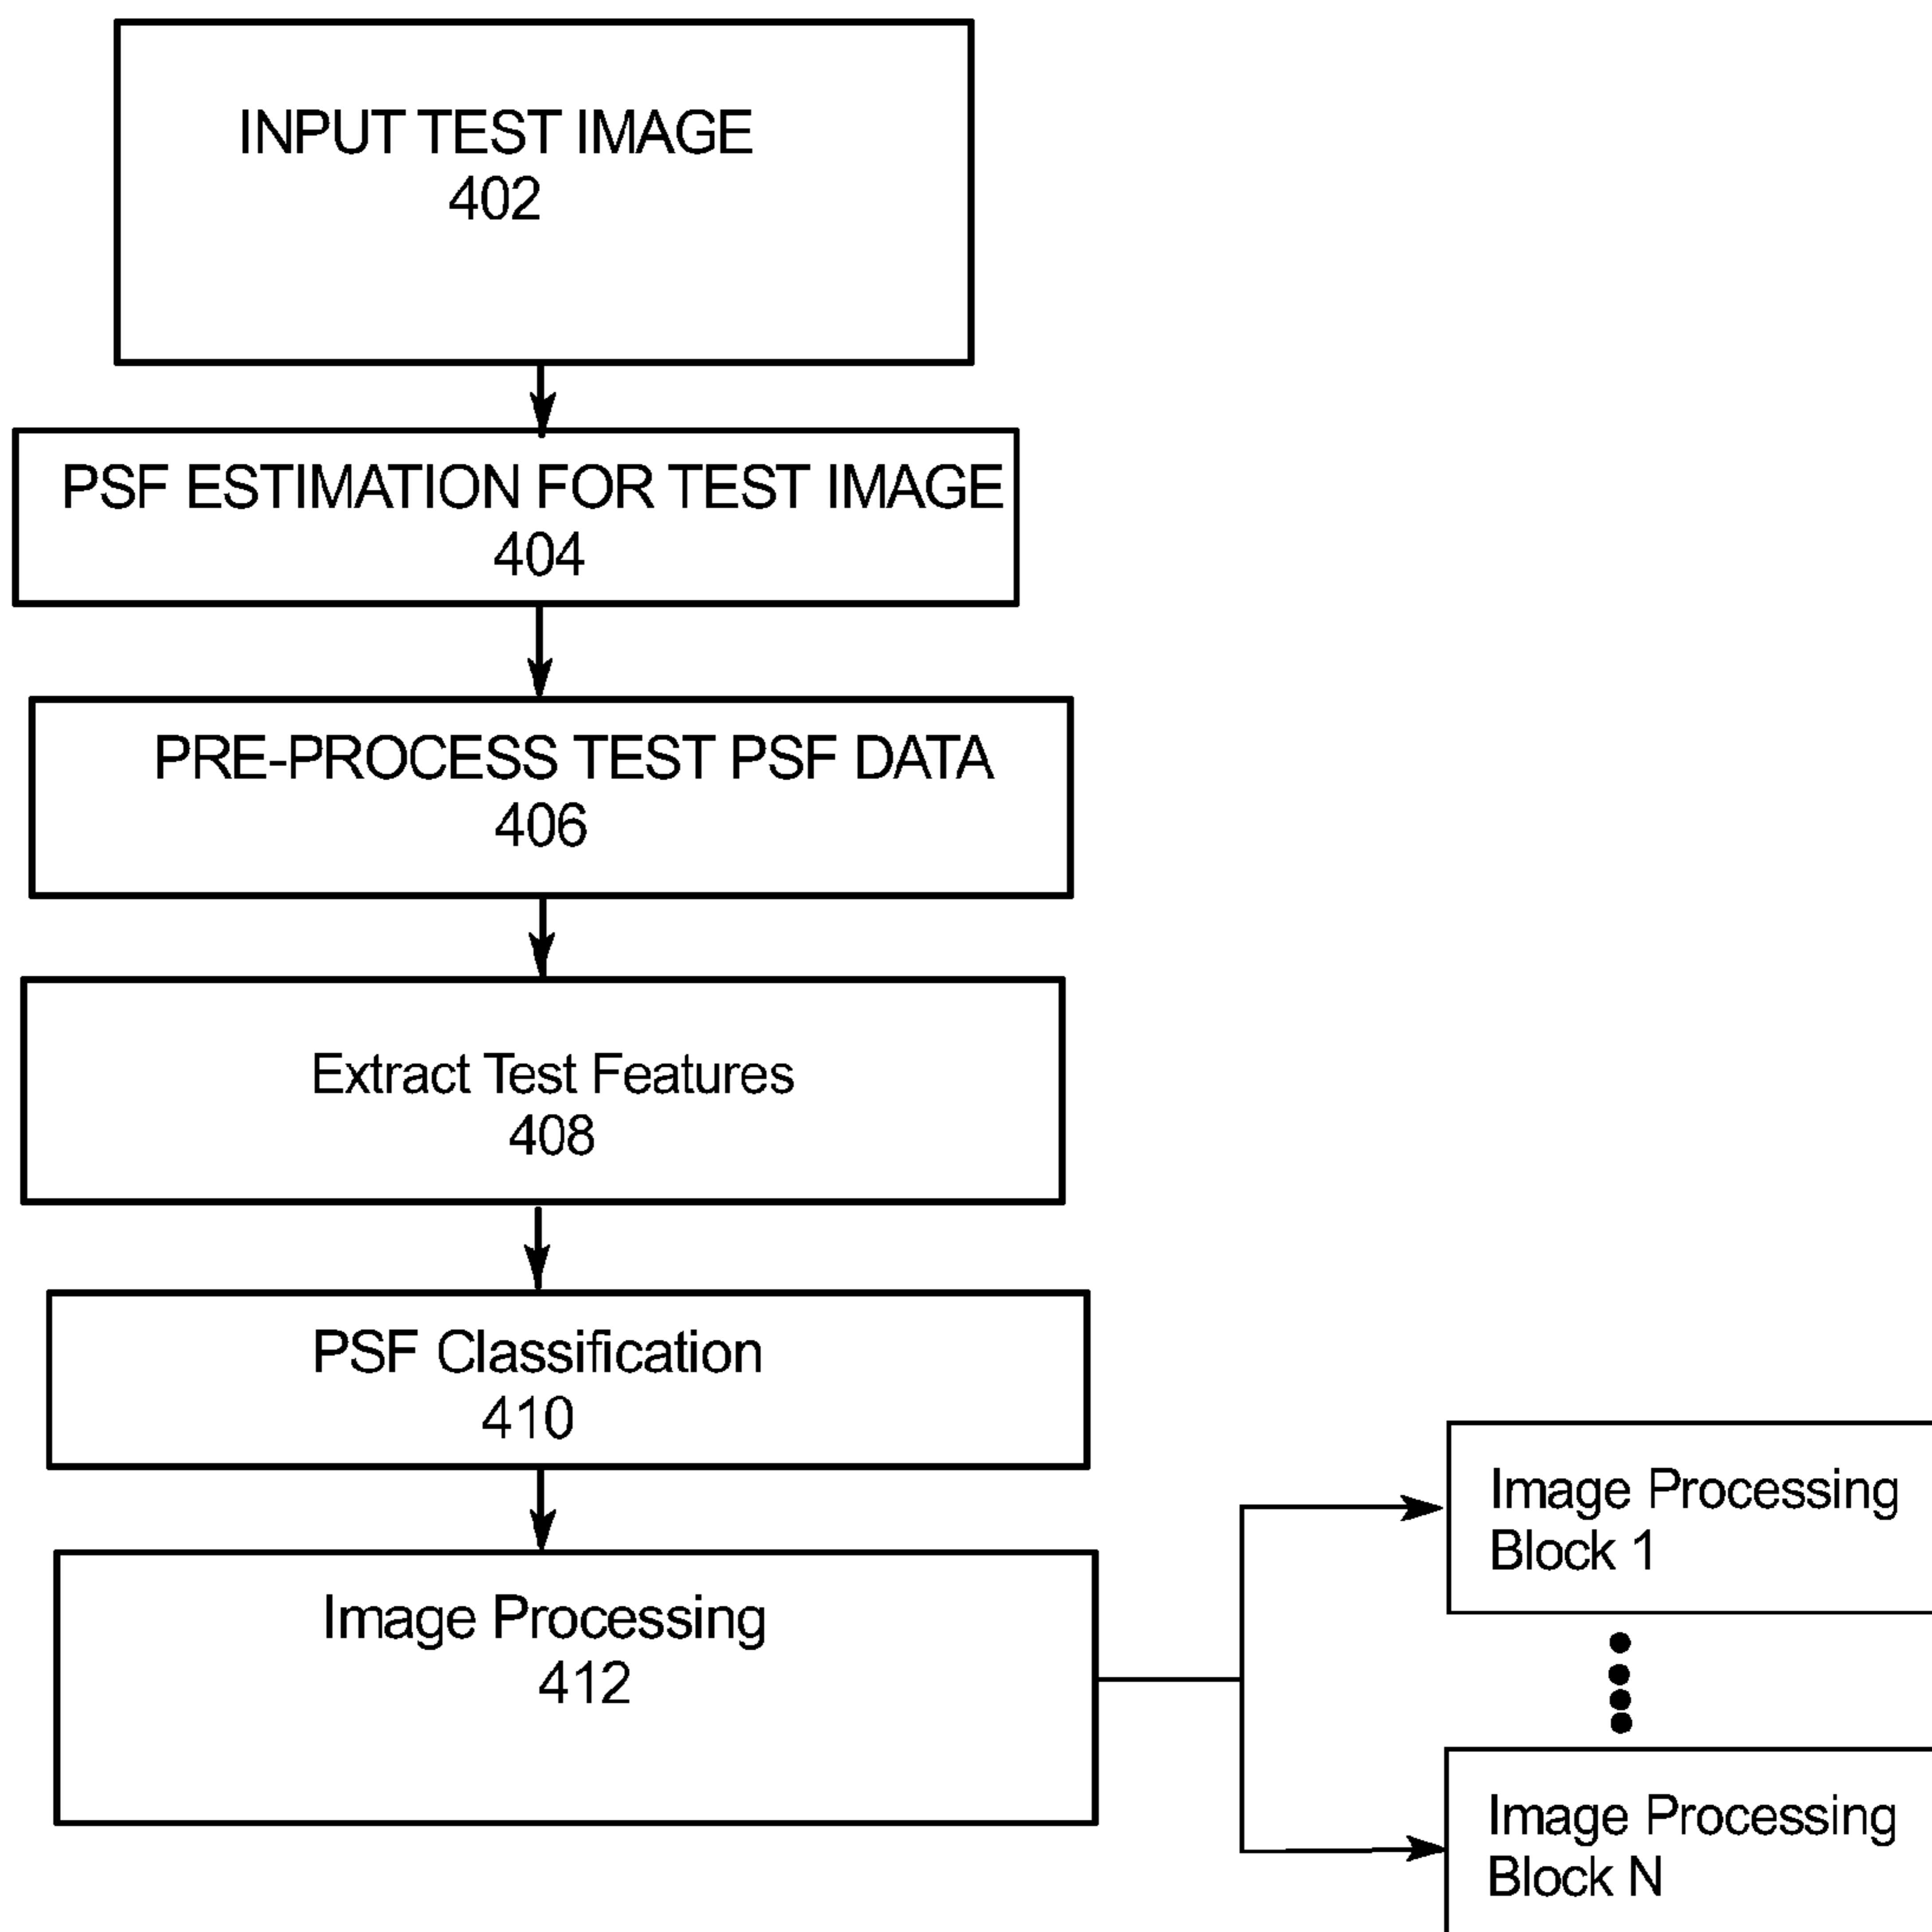 INPUT TEST IMAGE
402
PSF ESTIMATION FOR TEST IMAGE
404
PRE-PROCESS TEST PSF DATA
406
Extract Test Features
408
PSF Classification
410
Image Processing
412
Image Processing
Block 1
Image Processing
Block N